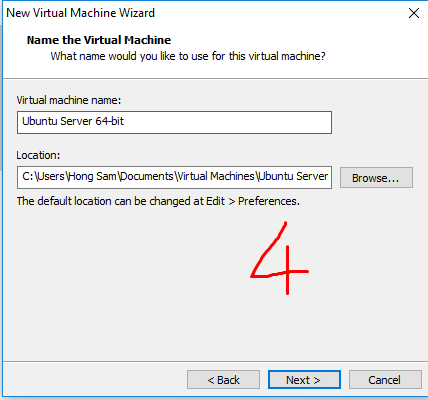 New Virtual Machine Wizard
Name the Virtual Machine
What name would you like to use for this virtual machine?
Virtual machine name:
Ubuntu Server 64-bit
Location:
C:\Users\Hong Sam\Documents\Virtual Machines\Ubuntu Server
Browse...
The default location can be changed at Edit > Preferences.
4
< Back Next > Cancel